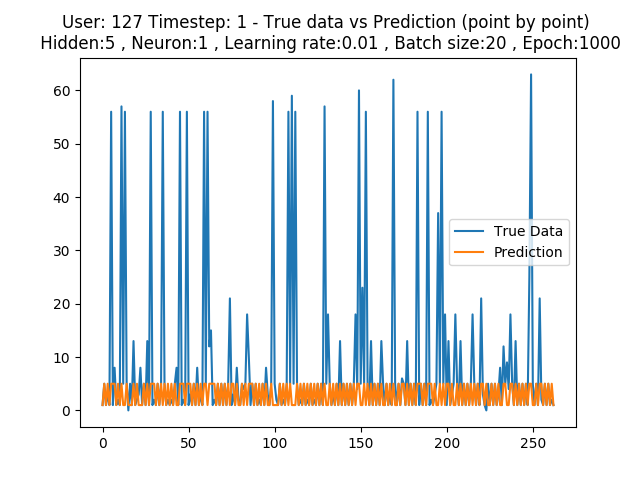 User: 127 Timestep: 1 - True data vs Prediction (point by point)
Hidden:5 , Neuron:1 , Learning rate:0.01 , Batch size:20 , Epoch:1000
60
50
40
30
20
10
0
True Data
Prediction
0 50 100 150 200 250